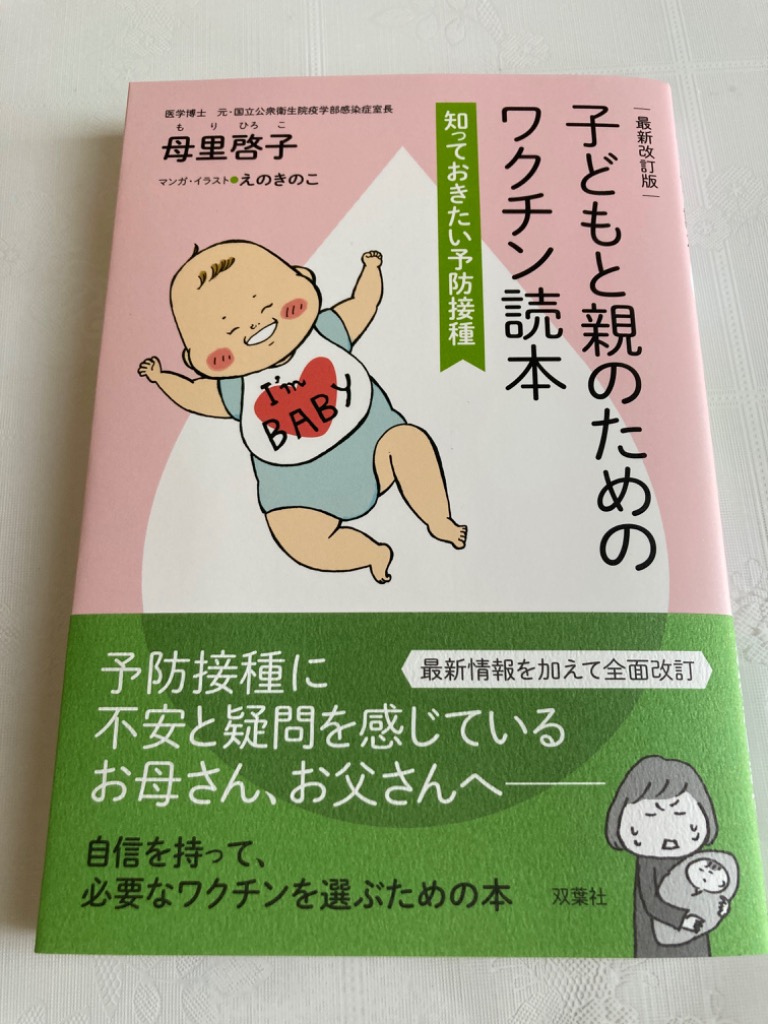 最新改訂版
子どもと親のための
ワクチン読本
知っておきたい予防接種
医学博士 元・国立公衆衛生院疫学部感染症室長
もり ひろ こ
母里啓子
マンガ・イラスト●えのきのこ
I'm
BABY
最新情報を加えて全面改訂
予防接種に
不安と疑問を感じている
お母さん、お父さんへ――
自信を持って、
必要なワクチンを選ぶための本
双葉社